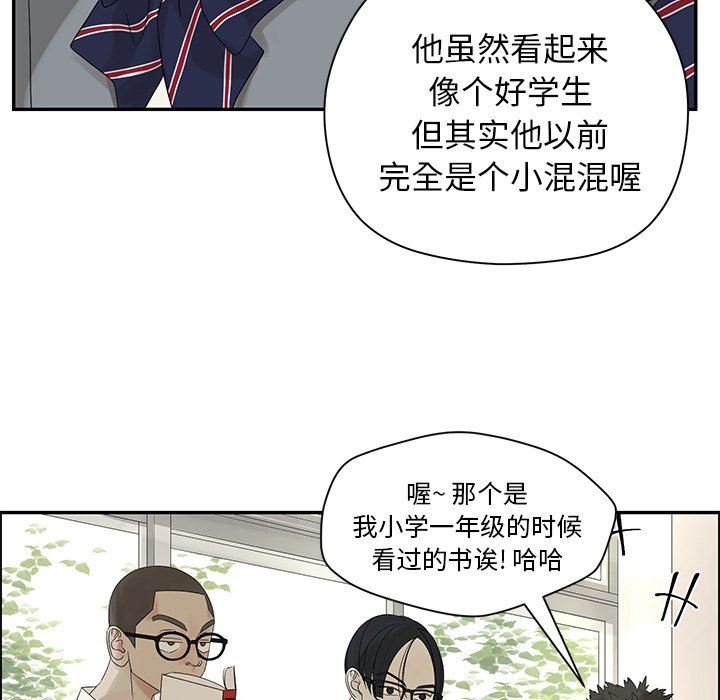 他虽然看起来
像个好学生
但其实他以前
完全是个小混混喔
喔~ 那个是
我小学一年级的时候
看过的书诶! 哈哈